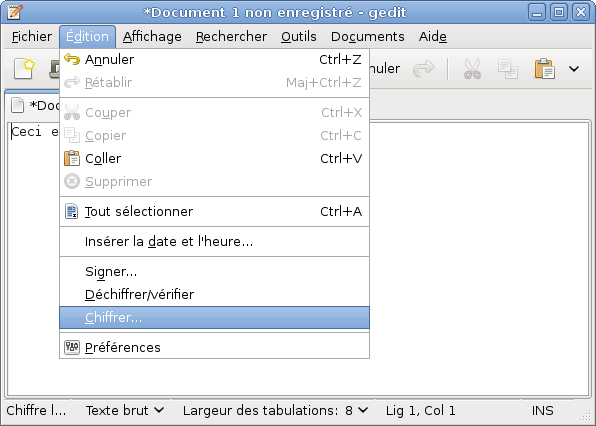 *Document 1 non enregistré - gedit
Fichier Édition Affichage Rechercher Outils Documents Aide
Annuler Ctrl+Z
Rétablir Maj+Ctrl+Z
Couper Ctrl+X
Copier Ctrl+C
Coller Ctrl+V
Supprimer
Tout sélectionner Ctrl+A
Insérer la date et l'heure...
Signer...
Déchiffrer/vérifier
Chiffrer...
Préférences
nuler
*Doc
Ceci e
Chiffre l... Texte brut Largeur des tabulations: 8 Lig 1, Col 1 INS